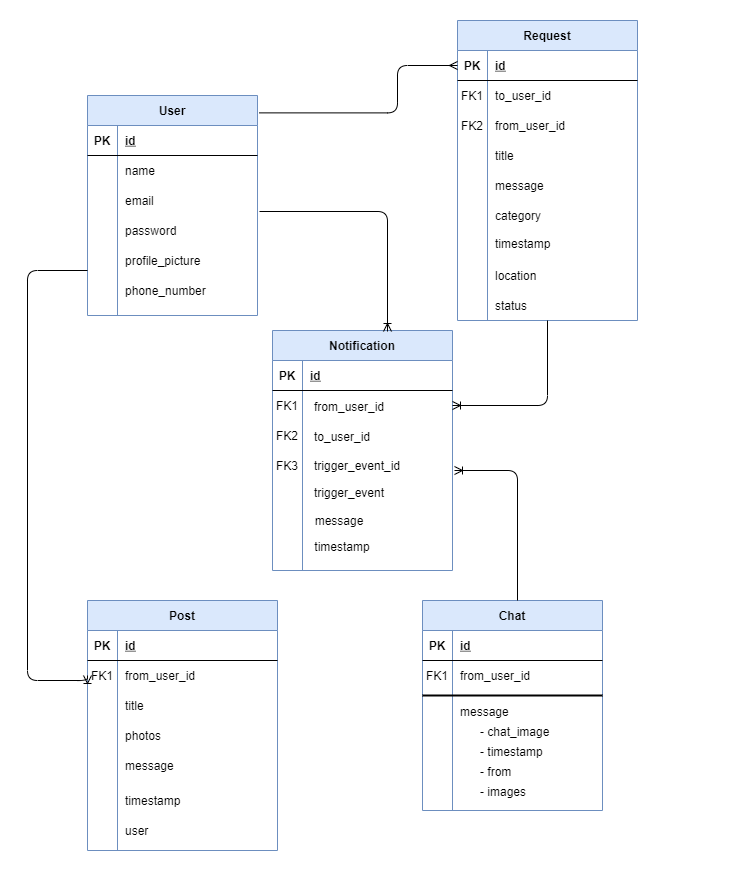 Request
PK id
FK1 to_user_id
FK2 from_user_id
title
message
category
timestamp
location
status
User
PK id
name
email
password
profile_picture
phone_number
Notification
PK id
FK1 from_user_id
FK2 to_user_id
FK3 trigger_event_id
trigger_event
message
timestamp
Post
PK id
FK1 from_user_id
title
photos
message
timestamp
user
Chat
PK id
FK1 from_user_id
message
- chat_image
- timestamp
- from
- images